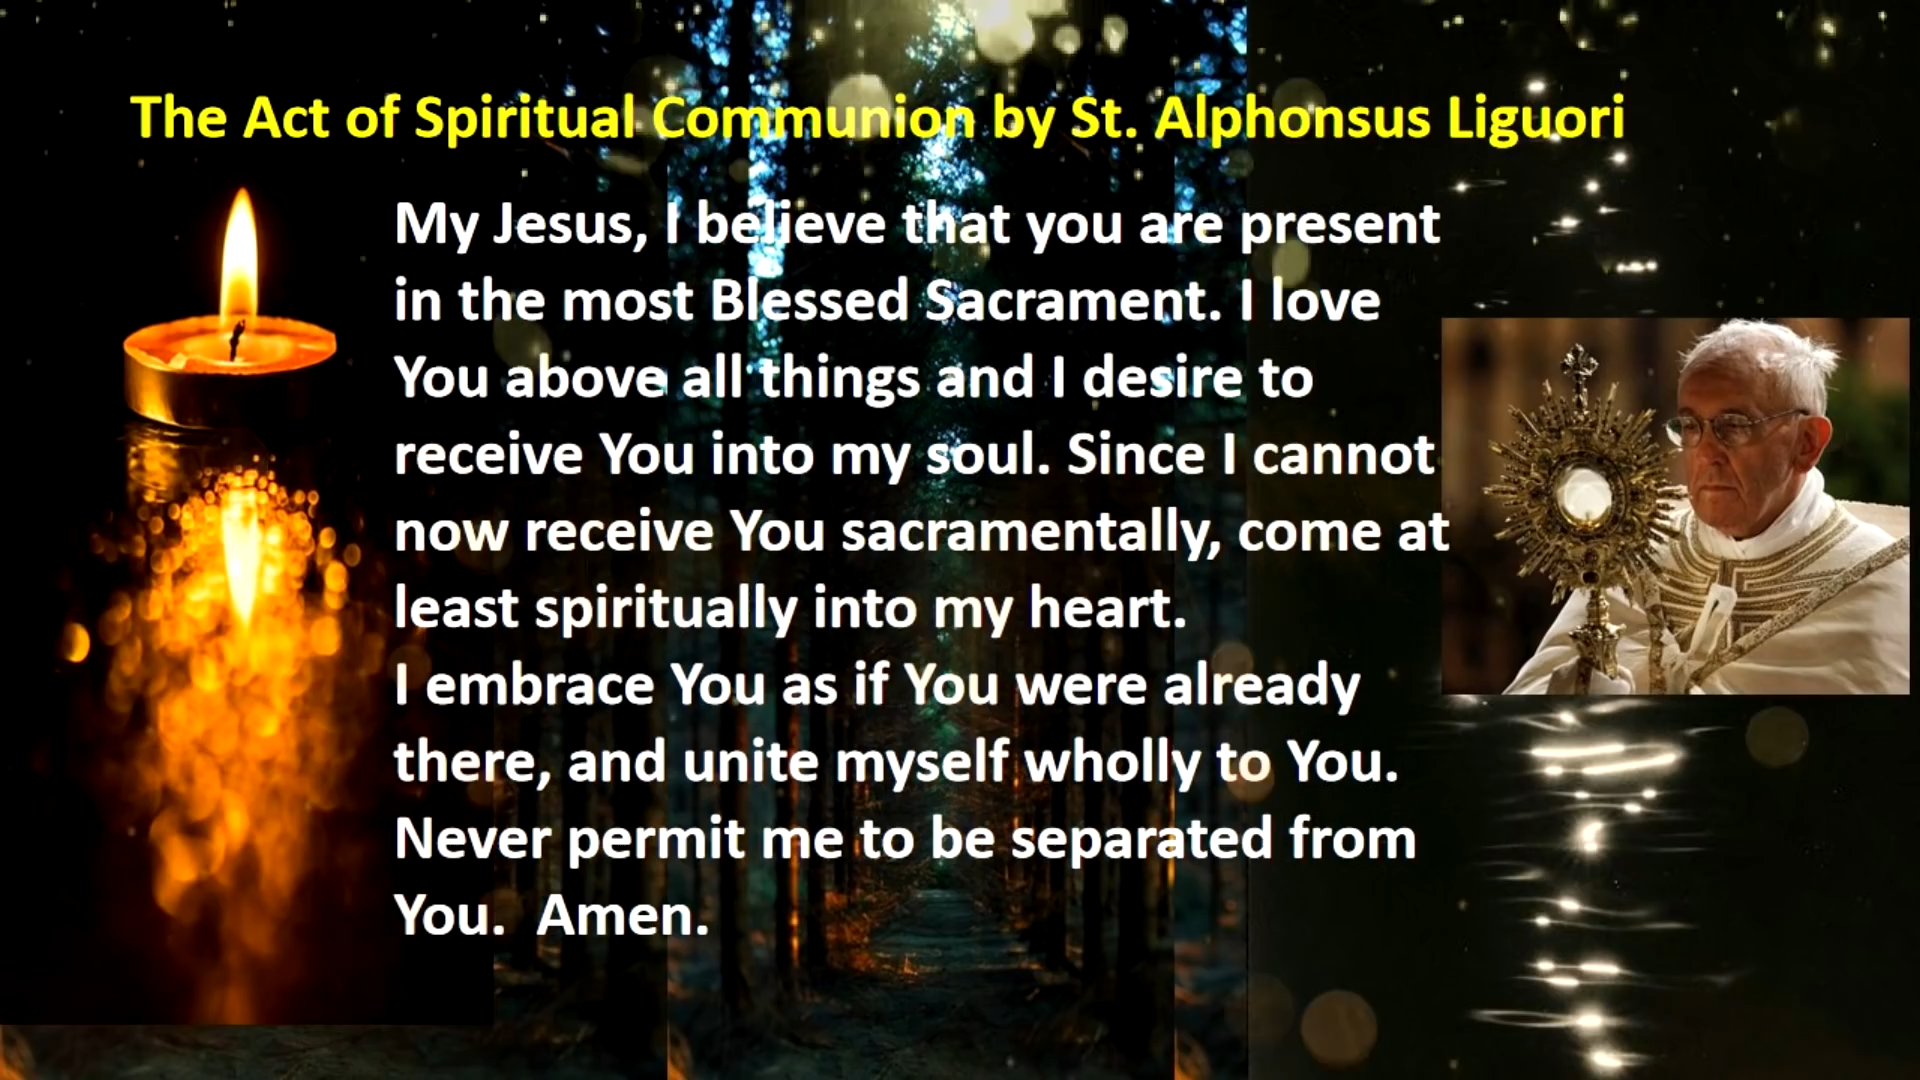 The Act of Spiritual Communion by St. Alphonsus Liguori
My Jesus, I believe that you are present
in the most Blessed Sacrament. I love
You above all things and I desire to
receive You into my soul. Since I cannot
now receive You sacramentally, come at
least spiritually into my heart.
I embrace You as if You were already
there, and unite myself wholly to You.
Never permit me to be separated from
You.  Amen.